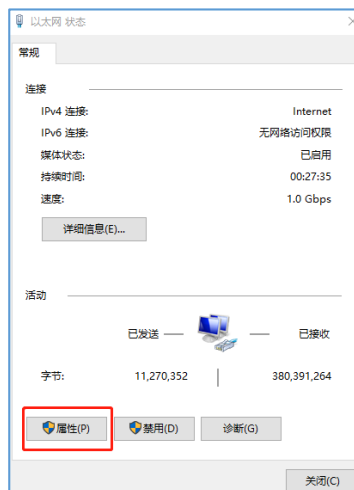 以太网 状态
常规
连接
IPv4 连接: Internet
IPv6 连接: 无网络访问权限
媒体状态: 已启用
持续时间: 00:27:35
速度: 1.0 Gbps
详细信息(E)...
活动
已发送 已接收
字节: 11,270,352 380,391,264
属性(P) 禁用(D) 诊断(G)
关闭(C)